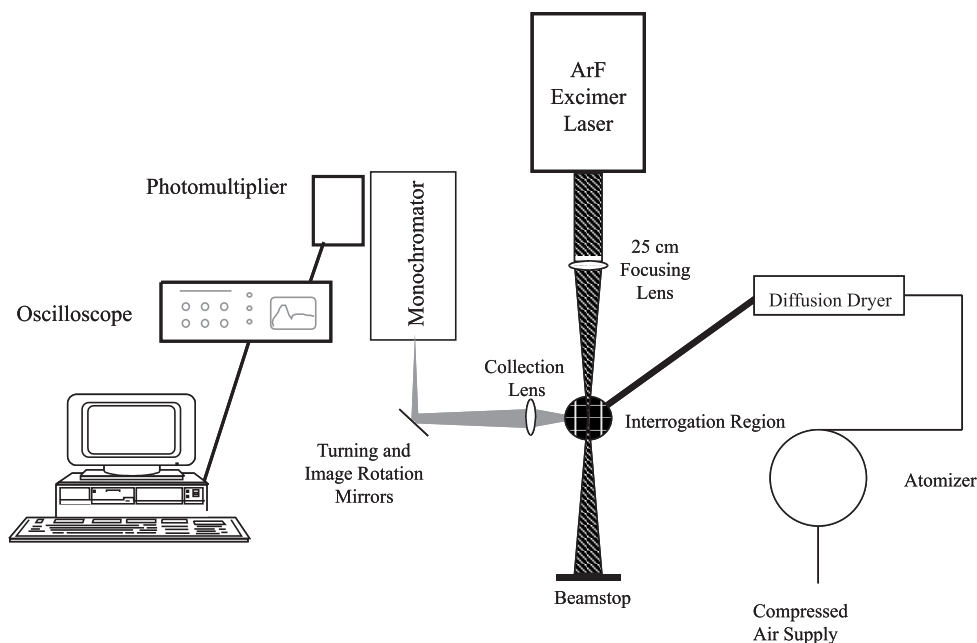 ArF
Excimer
Laser
Photomultiplier
Monochromator
25 cm
Focusing
Lens
Diffusion Dryer
Oscilloscope
Collection
Lens
Interrogation Region
Turning and
Image Rotation
Mirrors
Atomizer
Beamstop
Compressed
Air Supply